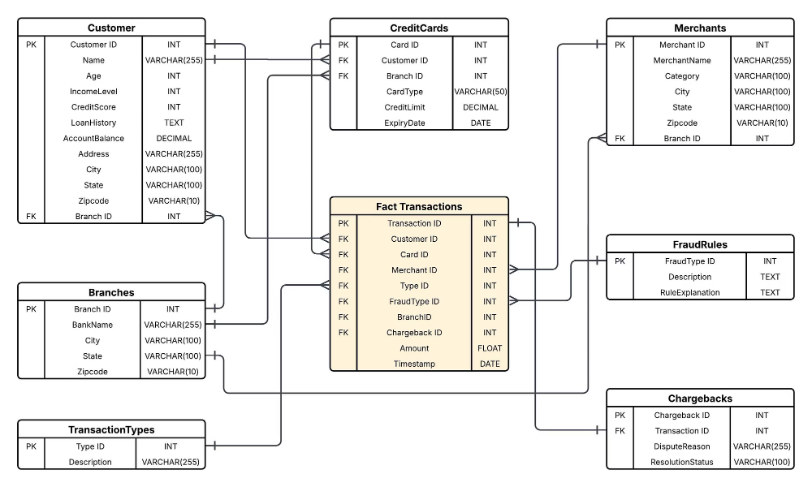 Customer
PK Customer ID INT
Name VARCHAR(255)
Age INT
IncomeLevel INT
CreditScore INT
LoanHistory TEXT
AccountBalance DECIMAL
Address VARCHAR(255)
City VARCHAR(100)
State VARCHAR(100)
Zipcode VARCHAR(10)
FK Branch ID INT
Branches
PK Branch ID INT
BankName VARCHAR(255)
City VARCHAR(100)
State VARCHAR(100)
Zipcode VARCHAR(10)
TransactionTypes
PK Type ID INT
Description VARCHAR(255)
CreditCards
PK Card ID INT
FK Customer ID INT
FK Branch ID INT
CardType VARCHAR(50)
CreditLimit DECIMAL
ExpiryDate DATE
Fact Transactions
PK Transaction ID INT
FK Customer ID INT
FK Card ID INT
FK Merchant ID INT
FK Type ID INT
FK FraudType ID INT
FK BranchID INT
FK Chargeback ID INT
Amount FLOAT
Timestamp DATE
Merchants
PK Merchant ID INT
MerchantName VARCHAR(255)
Category VARCHAR(100)
City VARCHAR(100)
State VARCHAR(100)
Zipcode VARCHAR(10)
FK Branch ID INT
FraudRules
PK FraudType ID INT
Description TEXT
RuleExplanation TEXT
Chargebacks
PK Chargeback ID INT
FK Transaction ID INT
DisputeReason VARCHAR(255)
ResolutionStatus VARCHAR(100)